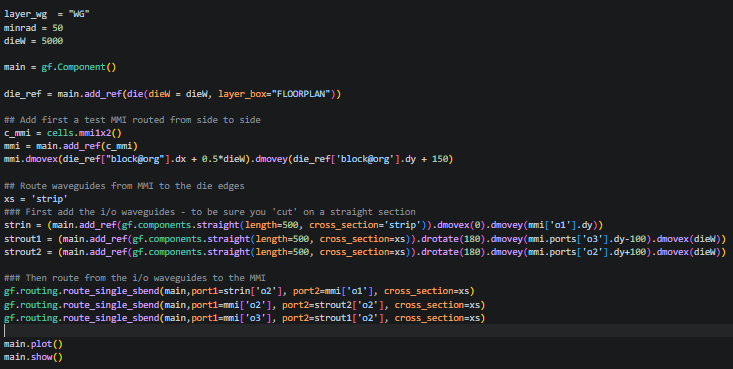 layer_wg = "WG"
minrad = 50
dieW = 5000
main = gf.Component()
die_ref = main.add_ref(die(dieW = dieW, layer_box="FLOORPLAN"))
## Add first a test MMI routed from side to side
c_mmi = cells.mmi1x2()
mmi = main.add_ref(c_mmi)
mmi.dmovex(die_ref["block@org"].dx + 0.5*dieW).dmovey(die_ref['block@org'].dy + 150)
## Route waveguides from MMI to the die edges
xs = 'strip'
### First add the i/o waveguides - to be sure you 'cut' on a straight section
strin = (main.add_ref(gf.components.straight(length=500, cross_section='strip')).dmovex(0).dmovey(mmi['o1'].dy))
strout1 = (main.add_ref(gf.components.straight(length=500, cross_section=xs)).drotate(180).dmovey(mmi.ports['o3'].dy-100).dmovex(dieW))
strout2 = (main.add_ref(gf.components.straight(length=500, cross_section=xs)).drotate(180).dmovey(mmi.ports['o2'].dy+100).dmovex(dieW))
### Then route from the i/o waveguides to the MMI
gf.routing.route_single_sbend(main,port1=strin['o2'], port2=mmi['o1'], cross_section=xs)
gf.routing.route_single_sbend(main,port1=mmi['o2'], port2=strout2['o2'], cross_section=xs)
gf.routing.route_single_sbend(main,port1=mmi['o3'], port2=strout1['o2'], cross_section=xs)
main.plot()
main.show()